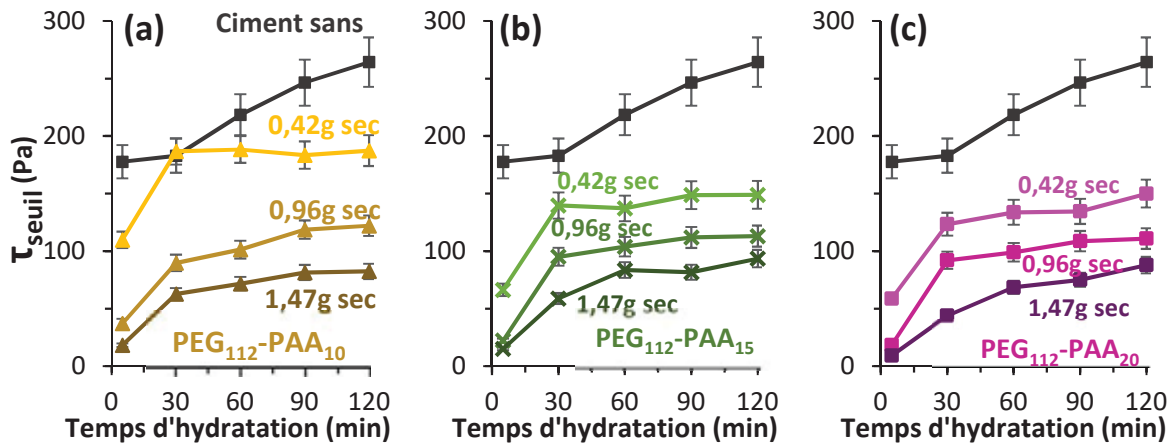 τseuil (Pa)
300
200
100
0
(a)
Ciment sans
0,42g sec
0,96g sec
1,47g sec
PEG112-PAA10
0 30 60 90 120
Temps d'hydratation (min)
300
200
100
0
(b)
0,42g sec
0,96g sec
1,47g sec
PEG112-PAA15
0 30 60 90 120
Temps d'hydratation (min)
300
200
100
0
(c)
0,42g sec
0,96g sec
1,47g sec
PEG112-PAA20
0 30 60 90 120
Temps d'hydratation (min)